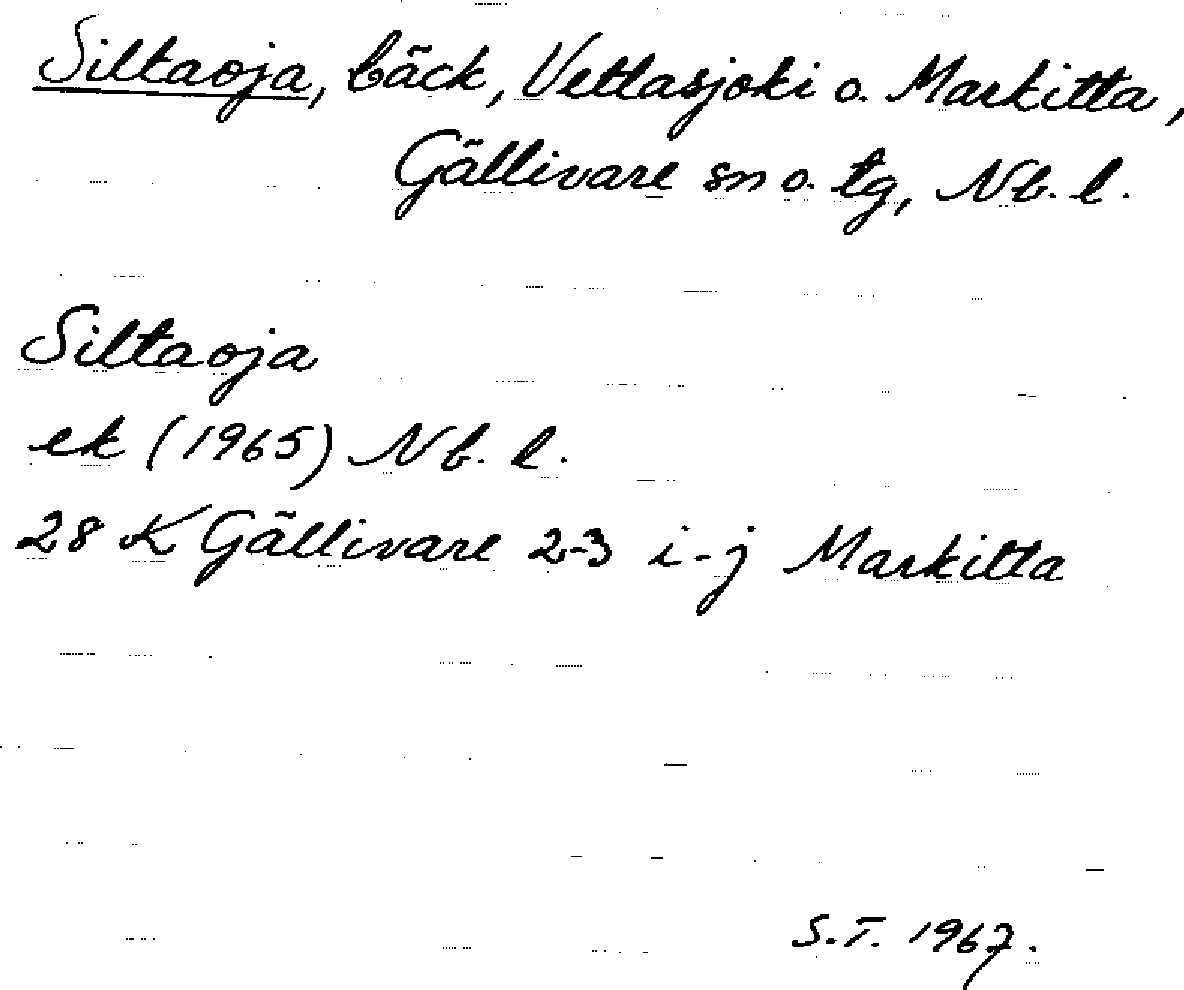 Siltaoja, bäck, Vettasjoki o. Markitta,
Gällivare sn o. tg, Nb. l.
Siltaoja
ek (1965) Nb. l.
28 K Gällivare 2-3 i-j Markitta
S.T. 1967.